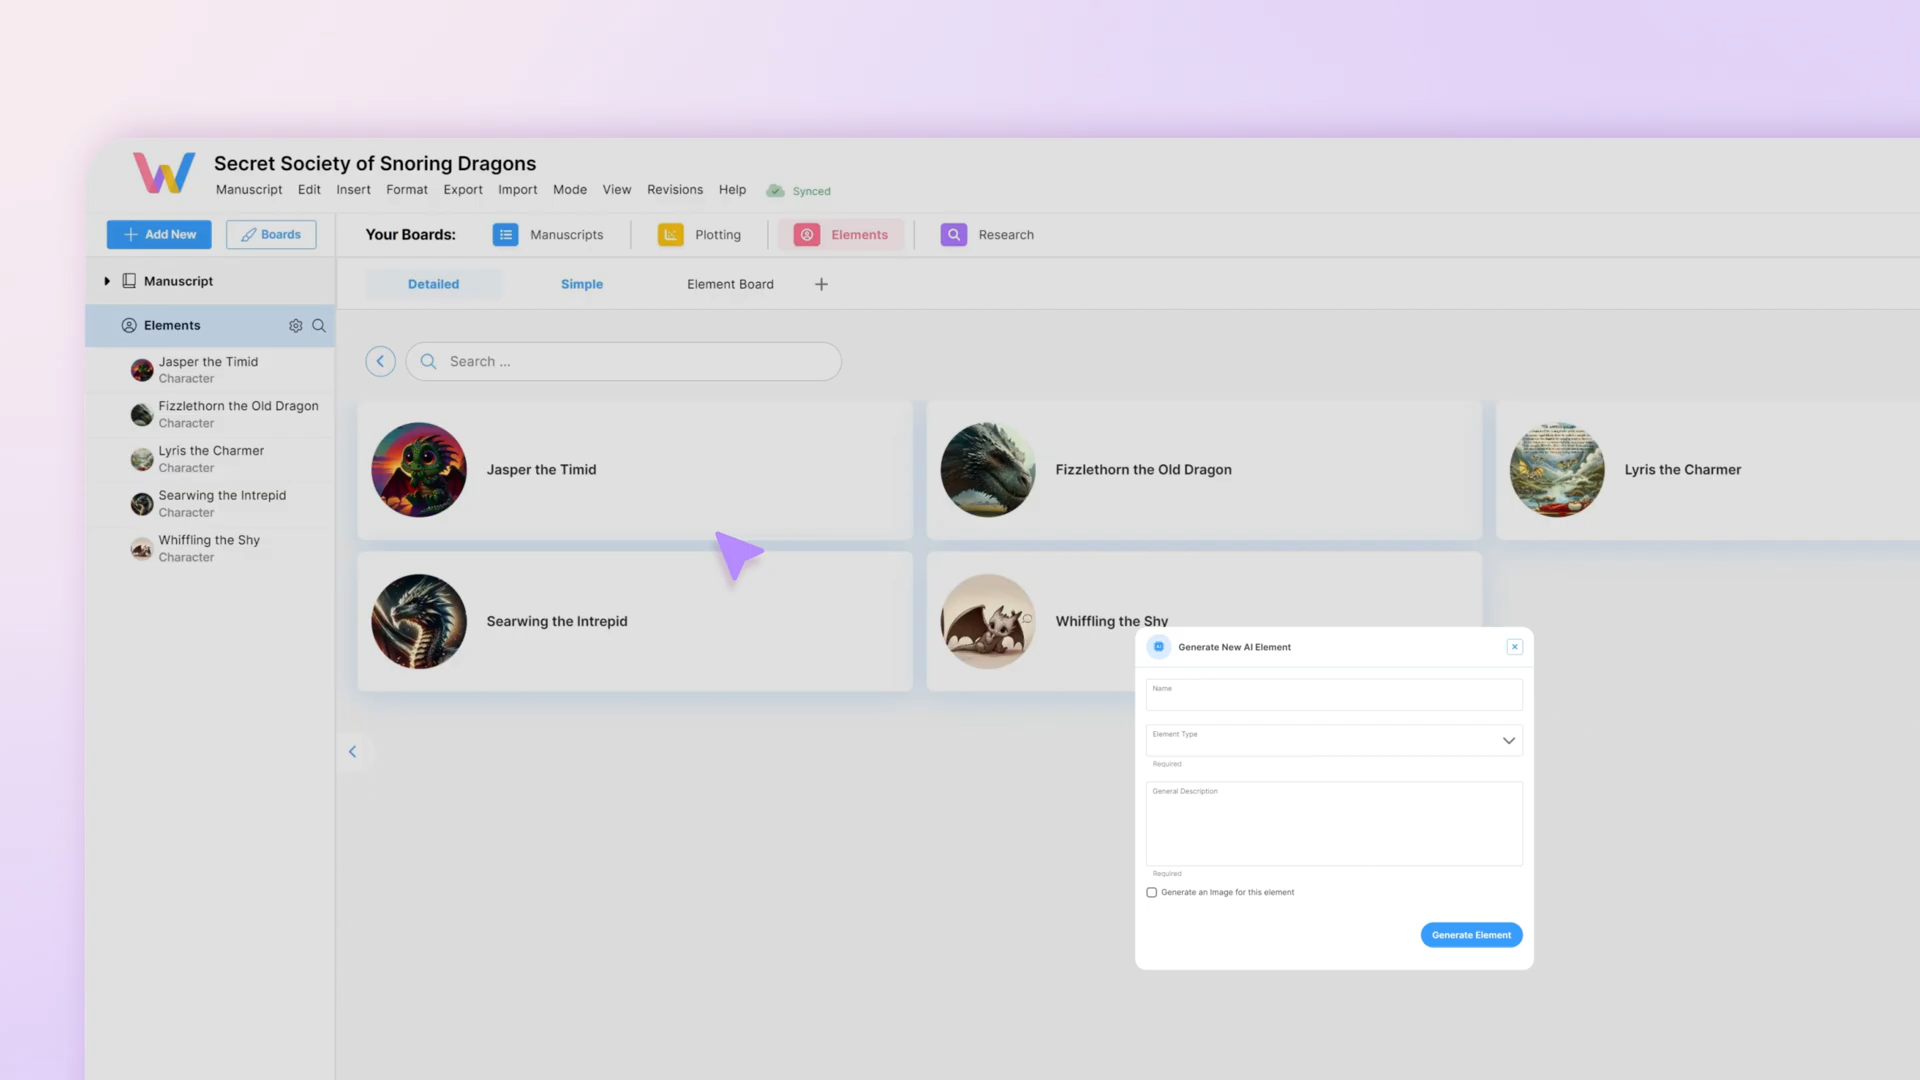 Secret Society of Snoring Dragons
Manuscript Edit Insert Format Export Import Mode View Revisions Help Synced
Add New Boards
Your Boards: Manuscripts Plotting Elements Research
Manuscript
Detailed Simple Element Board
Elements
Search ...
Jasper the Timid
Character
Fizzlethorn the Old Dragon
Character
Lyris the Charmer
Character
Searwing the Intrepid
Character
Whiffling the Shy
Character
Jasper the Timid
Fizzlethorn the Old Dragon
Lyris the Charmer
Searwing the Intrepid
Whiffling the Shy
Generate New AI Element
Name
Element Type
Required
General Description
Required
Generate an Image for this element
Generate Element